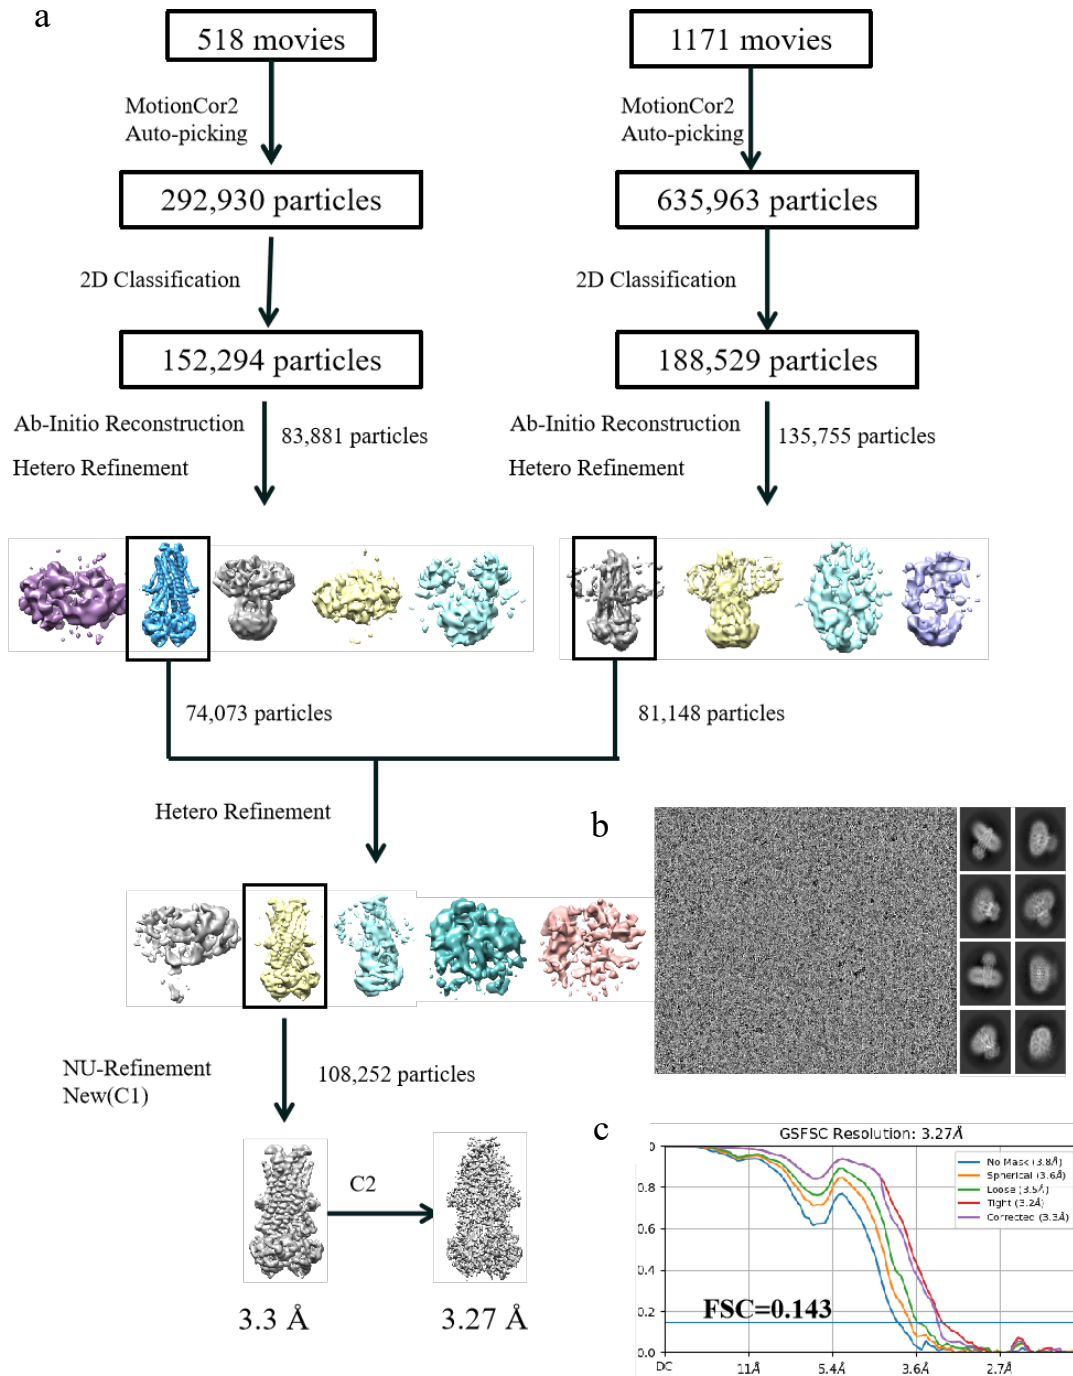 a
518 movies
1171 movies
MotionCor2
Auto-picking
MotionCor2
Auto-picking
292,930 particles
635,963 particles
2D Classification
2D Classification
152,294 particles
188,529 particles
Ab-Initio Reconstruction
83,881 particles
Hetero Refinement
Ab-Initio Reconstruction
135,755 particles
Hetero Refinement
74,073 particles
81,148 particles
Hetero Refinement
b
NU-Refinement
New(C1)
108,252 particles
C2
3.3 Å
3.27 Å
c
GSFSC Resolution: 3.27Å
No Mask (3.8Å)
Spherical (3.6Å)
Loose (3.5Å)
Tight (3.2Å)
Corrected (3.3Å)
0.8
0.6
0.4
0.2
0.0
FSC=0.143
DC
11Å
5.4Å
3.6Å
2.7Å